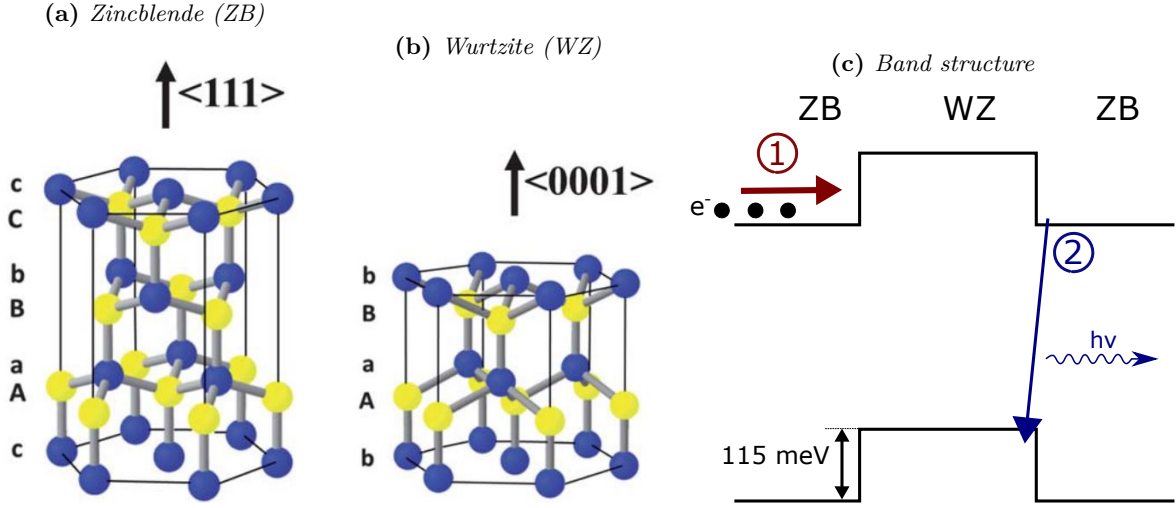 (a) Zincblende (ZB)
<111>
c
C
b
B
a
A
c
(b) Wurtzite (WZ)
<0001>
b
B
a
A
b
(c) Band structure
ZB WZ ZB
1
e-
2
hν
115 meV